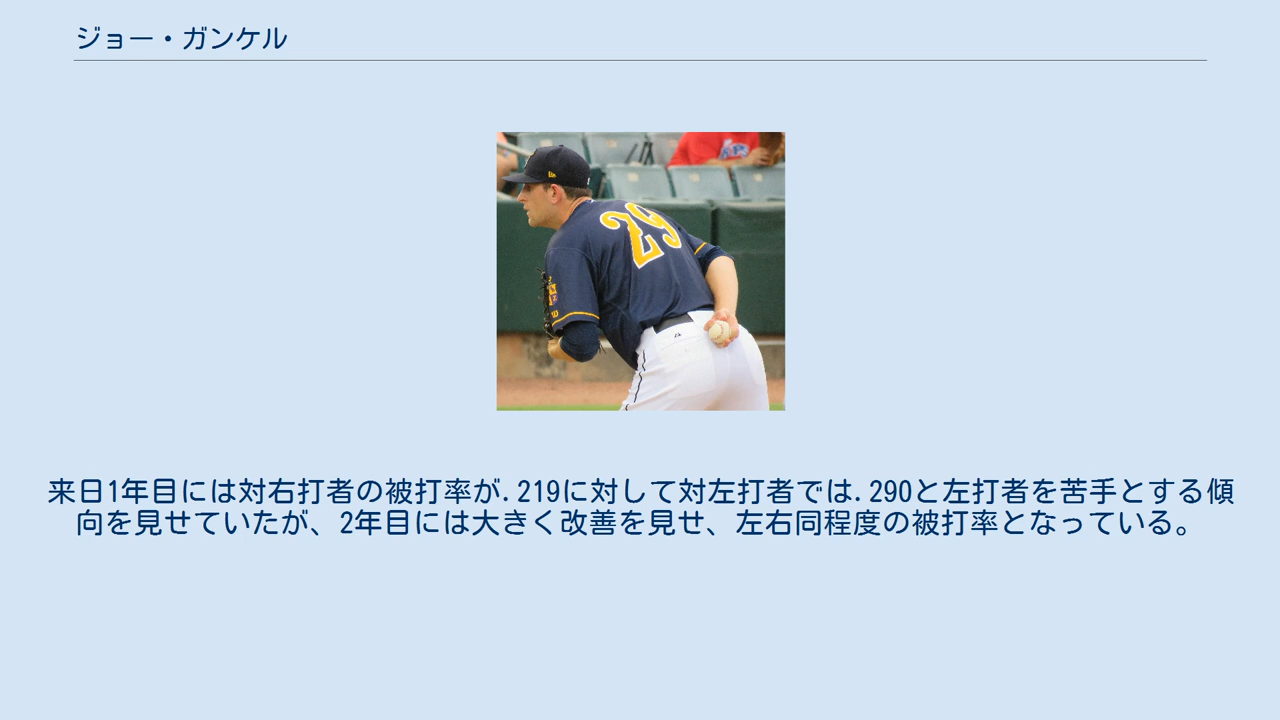 ジョー・ガンケル
29
来日1年目には対右打者の被打率が.219に対して対左打者では.290と左打者を苦手とする傾
向を見せていたが、2年目には大きく改善を見せ、左右同程度の被打率となっている。